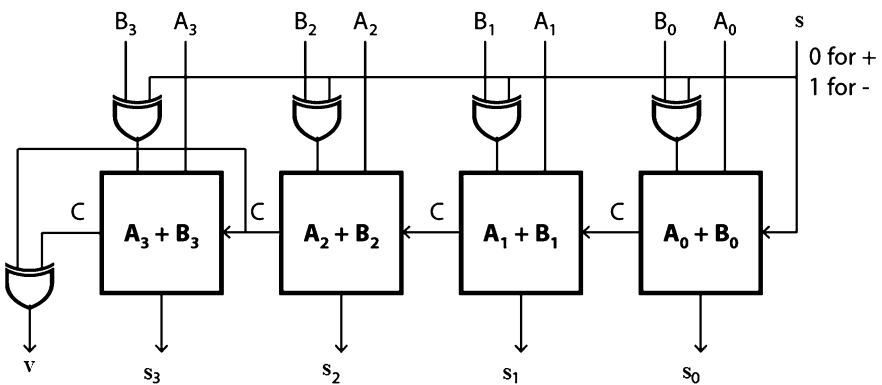 B₃ A₃ B₂ A₂ B₁ A₁ B₀ A₀ s
0 for +
1 for -
C C C C
A₃ + B₃ A₂ + B₂ A₁ + B₁ A₀ + B₀
v s₃ s₂ s₁ s₀